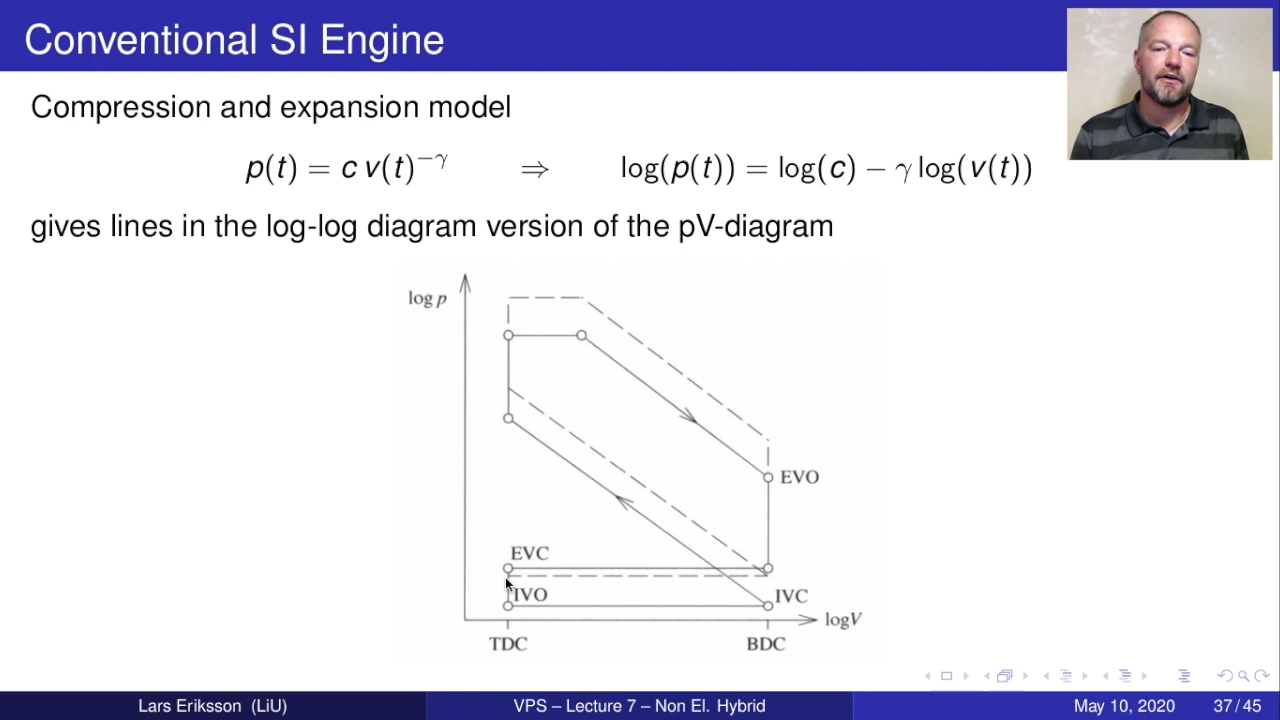 Conventional SI Engine
Compression and expansion model
p(t) = c v(t)^{−γ} ⇒ log(p(t)) = log(c) − γ log(v(t))
gives lines in the log-log diagram version of the pV-diagram
log p
EVO
EVC
IVO
IVC
logV
TDC
BDC
Lars Eriksson (LiU)
VPS – Lecture 7 – Non El. Hybrid
May 10, 2020
37 / 45